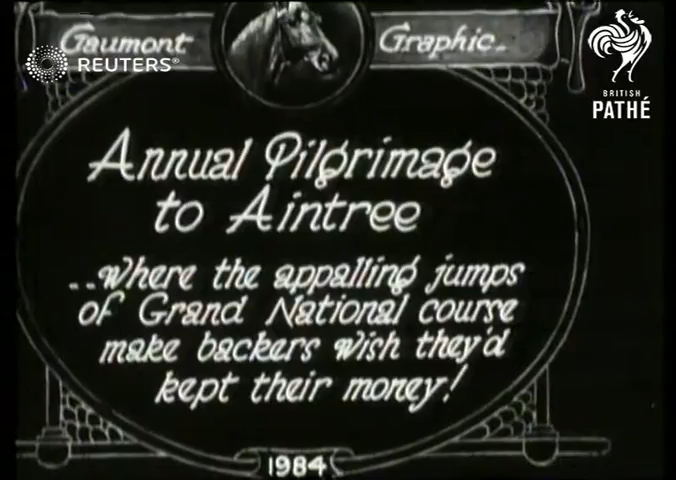 Gaumont Graphic..
REUTERS®
BRITISH
PATHÉ
Annual Pilgrimage
to Aintree
..where the appalling jumps
of Grand National course
make backers wish they'd
kept their money!
1984